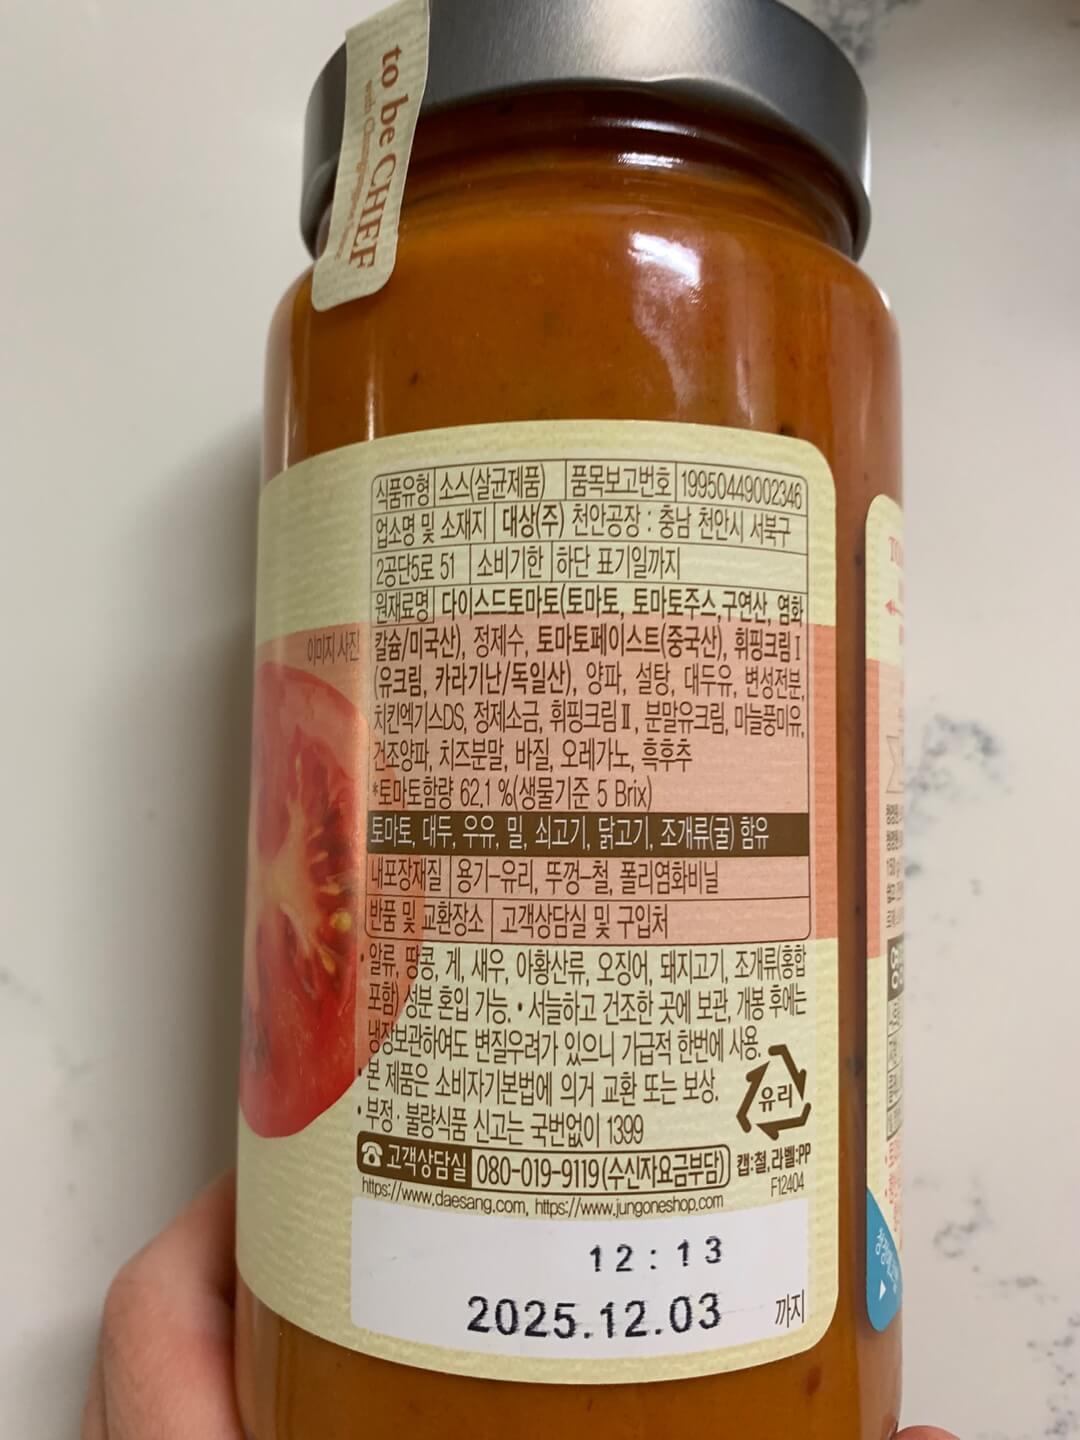 to be CHEF
식품유형 소스(살균제품) 품목보고번호 19950449002346
업소명 및 소재지 대상(주) 천안공장 : 충남 천안시 서북구
2공단5로 51 소비기한 하단 표기일까지
원재료명 다이스드토마토(토마토, 토마토주스,구연산, 염화
칼슘/미국산), 정제수, 토마토페이스트(중국산), 휘핑크림Ⅰ
(유크림, 카라기난/독일산), 양파, 설탕, 대두유, 변성전분,
치킨엑기스DS, 정제소금, 휘핑크림Ⅱ, 분말유크림, 마늘풍미유,
건조양파, 치즈분말, 바질, 오레가노, 흑후추
*토마토함량 62.1 %(생물기준 5 Brix)
토마토, 대두, 우유, 밀, 쇠고기, 닭고기, 조개류(굴) 함유
내포장재질 용기-유리, 뚜껑-철, 폴리염화비닐
반품 및 교환장소 고객상담실 및 구입처
• 알류, 땅콩, 게, 새우, 아황산류, 오징어, 돼지고기, 조개류(홍합
포함) 성분 혼입 가능. • 서늘하고 건조한 곳에 보관, 개봉 후에는
냉장보관하여도 변질우려가 있으니 가급적 한번에 사용.
• 본 제품은 소비자기본법에 의거 교환 또는 보상.
• 부정·불량식품 신고는 국번없이 1399
고객상담실 080-019-9119(수신자요금부담)
https://www.daesang.com, https://www.jungoneshop.com
이미지 사진
유리
캡:철,라벨:PP
F12404
12:13
2025.12.03 까지